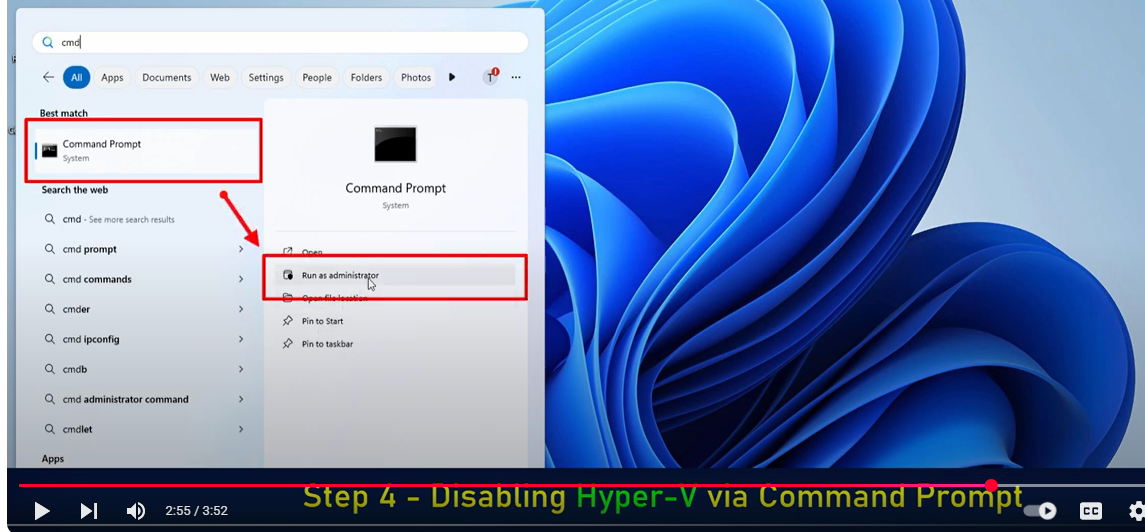 cmd
All Apps Documents Web Settings People Folders Photos T ...
Best match
Command Prompt
System
Search the web
cmd - See more search results
cmd prompt
cmd commands
cmder
cmd ipconfig
cmdb
cmd administrator command
cmdlet
Apps
Command Prompt
System
Open
Run as administrator
Open file location
Pin to Start
Pin to taskbar
Step 4 - Disabling Hyper-V via Command Prompt
2:55 / 3:52
CC